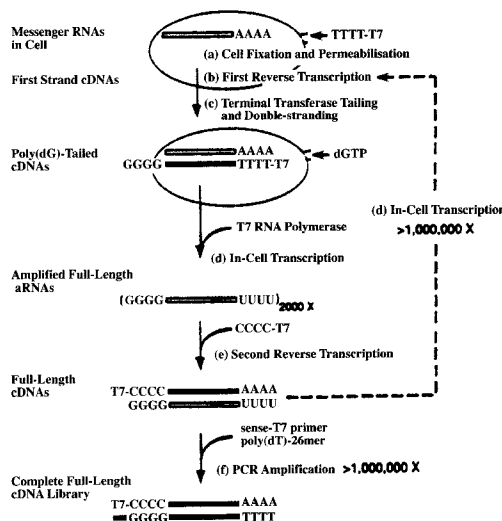 Messenger RNAs
in Cell
AAAA
TTTT-T7
(a) Cell Fixation and Permeabilisation
First Strand cDNAs
(b) First Reverse Transcription
(c) Terminal Transferase Tailing
and Double-stranding
Poly(dG)-Tailed
cDNAs
AAAA
GGGG
TTTT-T7
dGTP
(d) In-Cell Transcription
>1,000,000 X
T7 RNA Polymerase
(d) In-Cell Transcription
Amplified Full-Length
aRNAs
(GGGG
UUUU)
2000 X
CCCC-T7
(e) Second Reverse Transcription
Full-Length
cDNAs
T7-CCCC
AAAA
GGGG
UUUU
sense-T7 primer
poly(dT)-26mer
(f) PCR Amplification >1,000,000 X
Complete Full-Length
cDNA Library
T7-CCCC
AAAA
GGGG
TTTT